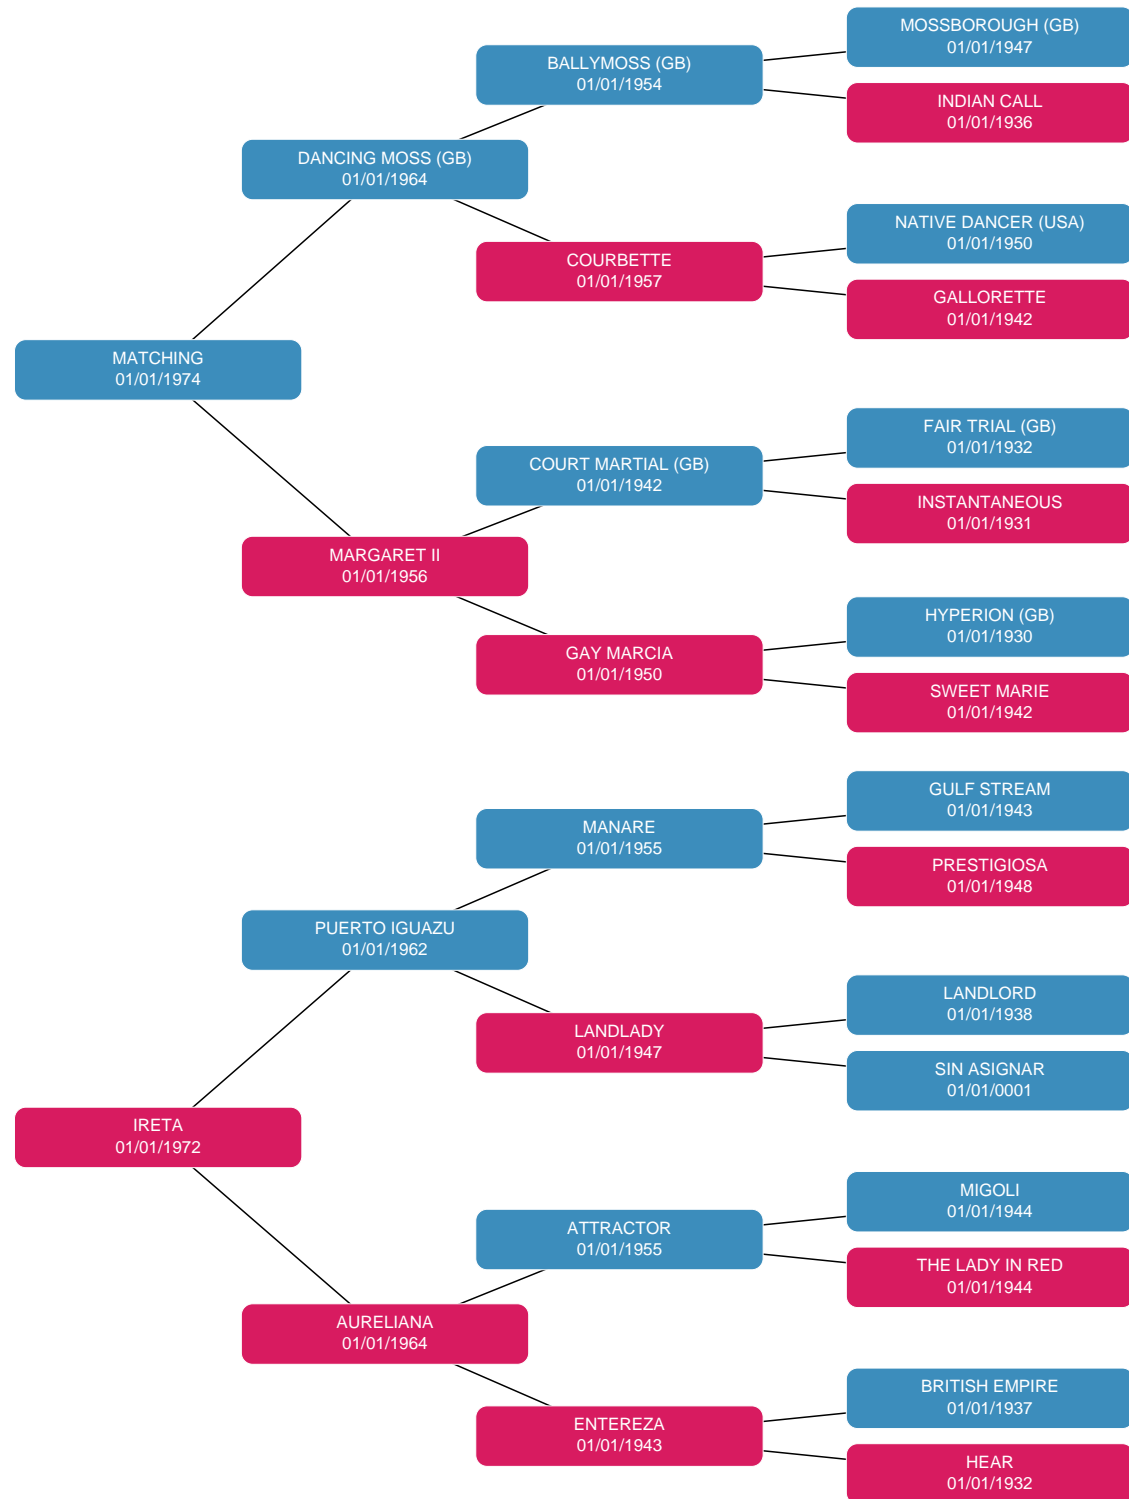 MOSSBOROUGH (GB)
01/01/1947
BALLYMOSS (GB)
01/01/1954
INDIAN CALL
01/01/1936
DANCING MOSS (GB)
01/01/1964
NATIVE DANCER (USA)
01/01/1950
COURBETTE
01/01/1957
GALLORETTE
01/01/1942
MATCHING
01/01/1974
FAIR TRIAL (GB)
01/01/1932
COURT MARTIAL (GB)
01/01/1942
INSTANTANEOUS
01/01/1931
MARGARET II
01/01/1956
HYPERION (GB)
01/01/1930
GAY MARCIA
01/01/1950
SWEET MARIE
01/01/1942
GULF STREAM
01/01/1943
MANARE
01/01/1955
PRESTIGIOSA
01/01/1948
PUERTO IGUAZU
01/01/1962
LANDLORD
01/01/1938
LANDLADY
01/01/1947
SIN ASIGNAR
01/01/0001
IRETA
01/01/1972
MIGOLI
01/01/1944
ATTRACTOR
01/01/1955
THE LADY IN RED
01/01/1944
AURELIANA
01/01/1964
BRITISH EMPIRE
01/01/1937
ENTEREZA
01/01/1943
HEAR
01/01/1932